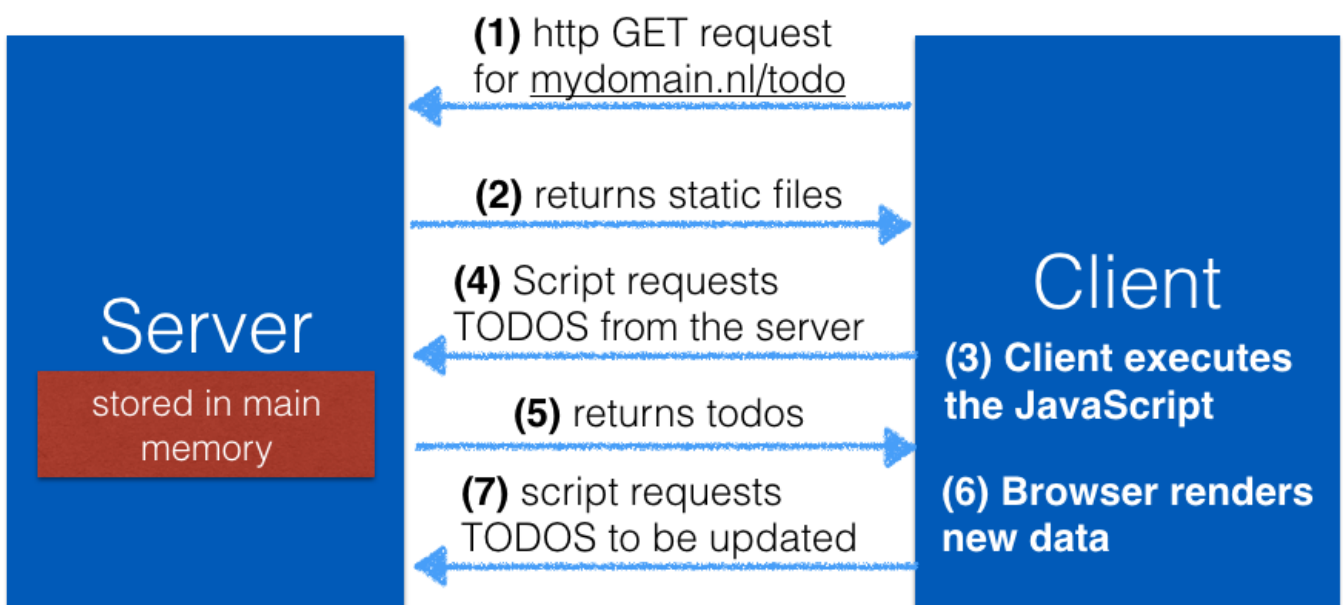 (1) http GET request
for mydomain.nl/todo
(2) returns static files
(4) Script requests
TODOS from the server
(5) returns todos
(7) script requests
TODOS to be updated
Server
stored in main
memory
Client
(3) Client executes
the JavaScript
(6) Browser renders
new data